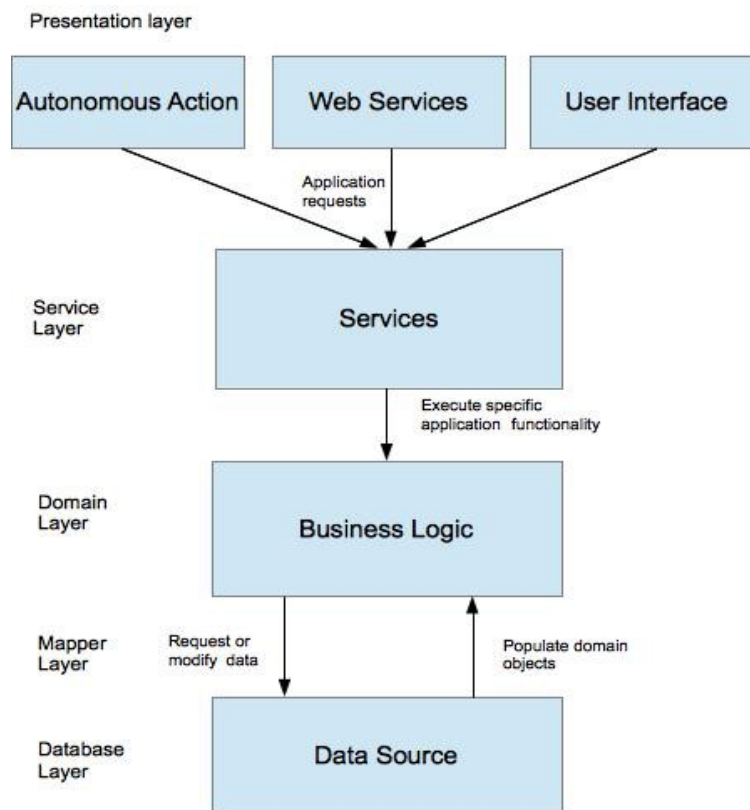 Presentation layer
Autonomous Action
Web Services
User Interface
Application
requests
Service
Layer
Services
Execute specific
application functionality
Domain
Layer
Business Logic
Mapper
Layer
Request or
modify data
Populate domain
objects
Database
Layer
Data Source